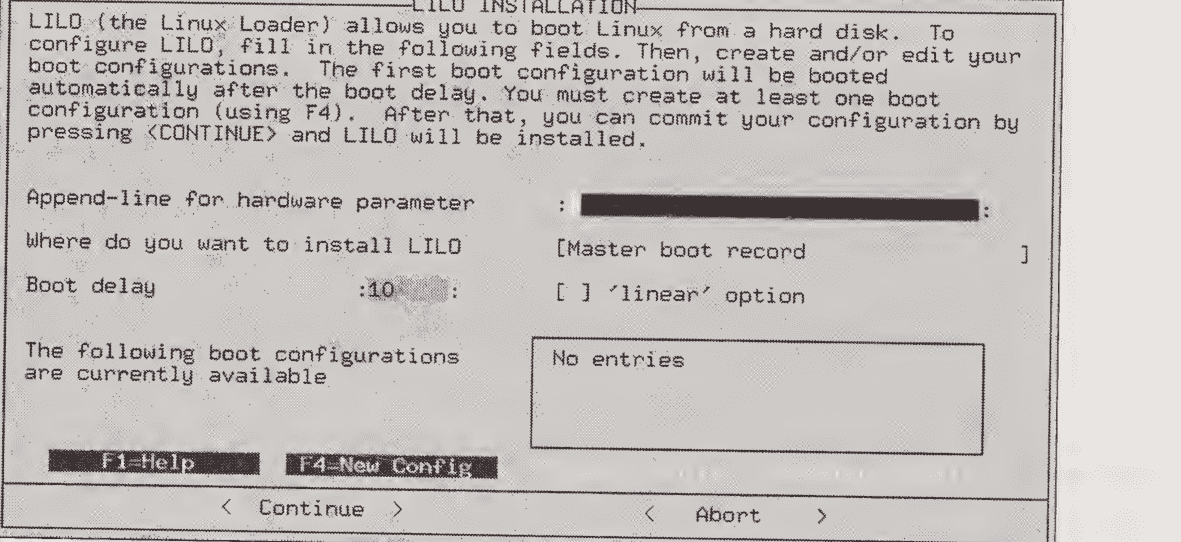 LILO INSTALLATION
LILO (the Linux Loader) allows you to boot Linux from a hard disk.  To
configure LILO, fill in the following fields. Then, create and/or edit your
boot configurations.  The first boot configuration will be booted
automatically after the boot delay. You must create at least one boot
configuration (using F4).  After that, you can commit your configuration by
pressing <CONTINUE> and LILO will be installed.
Append-line for hardware parameter : :
Where do you want to install LILO [Master boot record ]
Boot delay :10 : [ ] 'linear' option
The following boot configurations
are currently available
No entries
F1=Help F4=New Config
< Continue > < Abort >